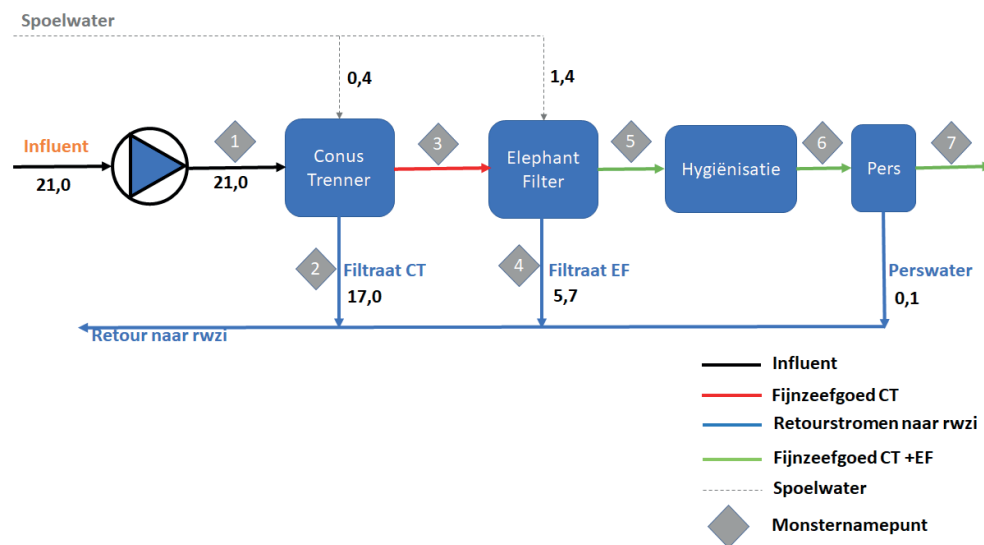 Spoelwater
0,4
1,4
Influent
21,0
1
21,0
Conus
Trenner
3
Elephant
Filter
5
Hygiënisatie
6
Pers
7
2
Filtraat CT
17,0
4
Filtraat EF
5,7
Perswater
0,1
Retour naar rwzi
Influent
Fijnzeefgoed CT
Retourstromen naar rwzi
Fijnzeefgoed CT +EF
Spoelwater
Monsternamepunt